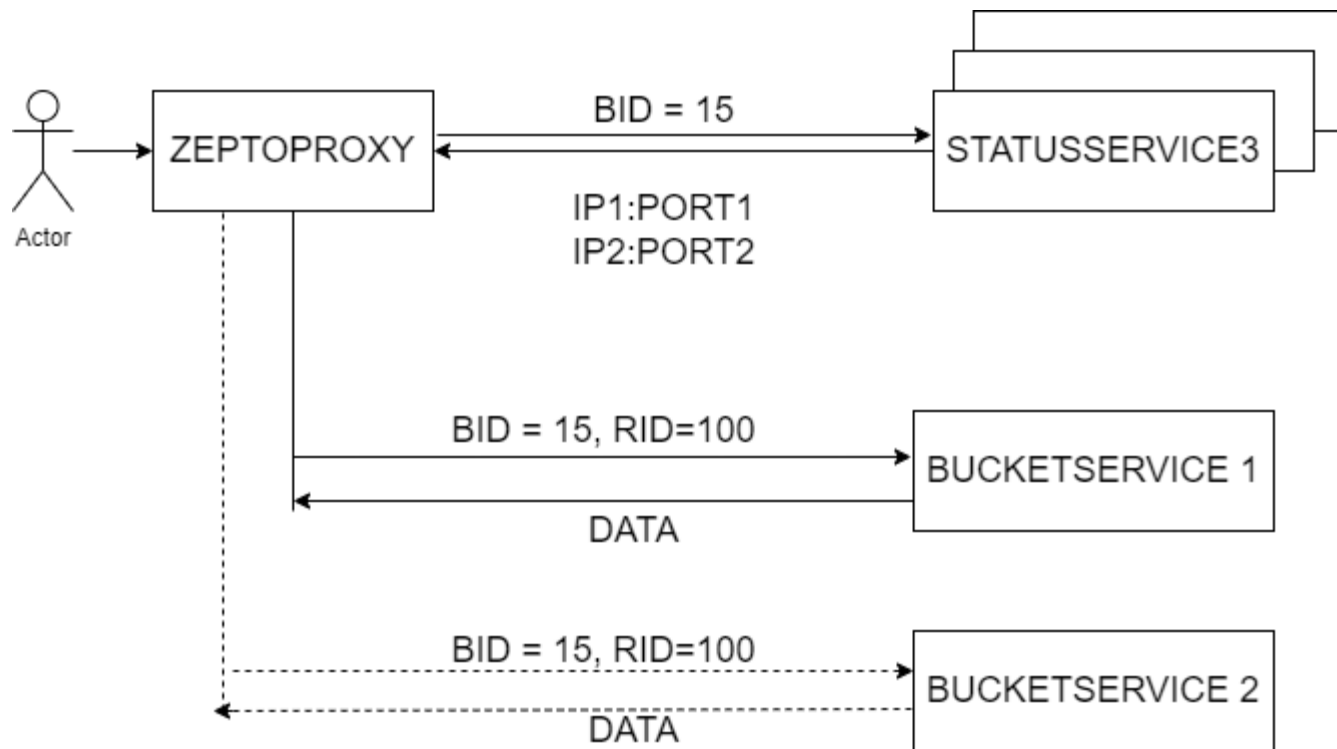 BID = 15
ZEPTOPROXY
STATUSSERVICE3
IP1:PORT1
IP2:PORT2
Actor
BID = 15, RID=100
BUCKETSERVICE 1
DATA
BID = 15, RID=100
BUCKETSERVICE 2
DATA